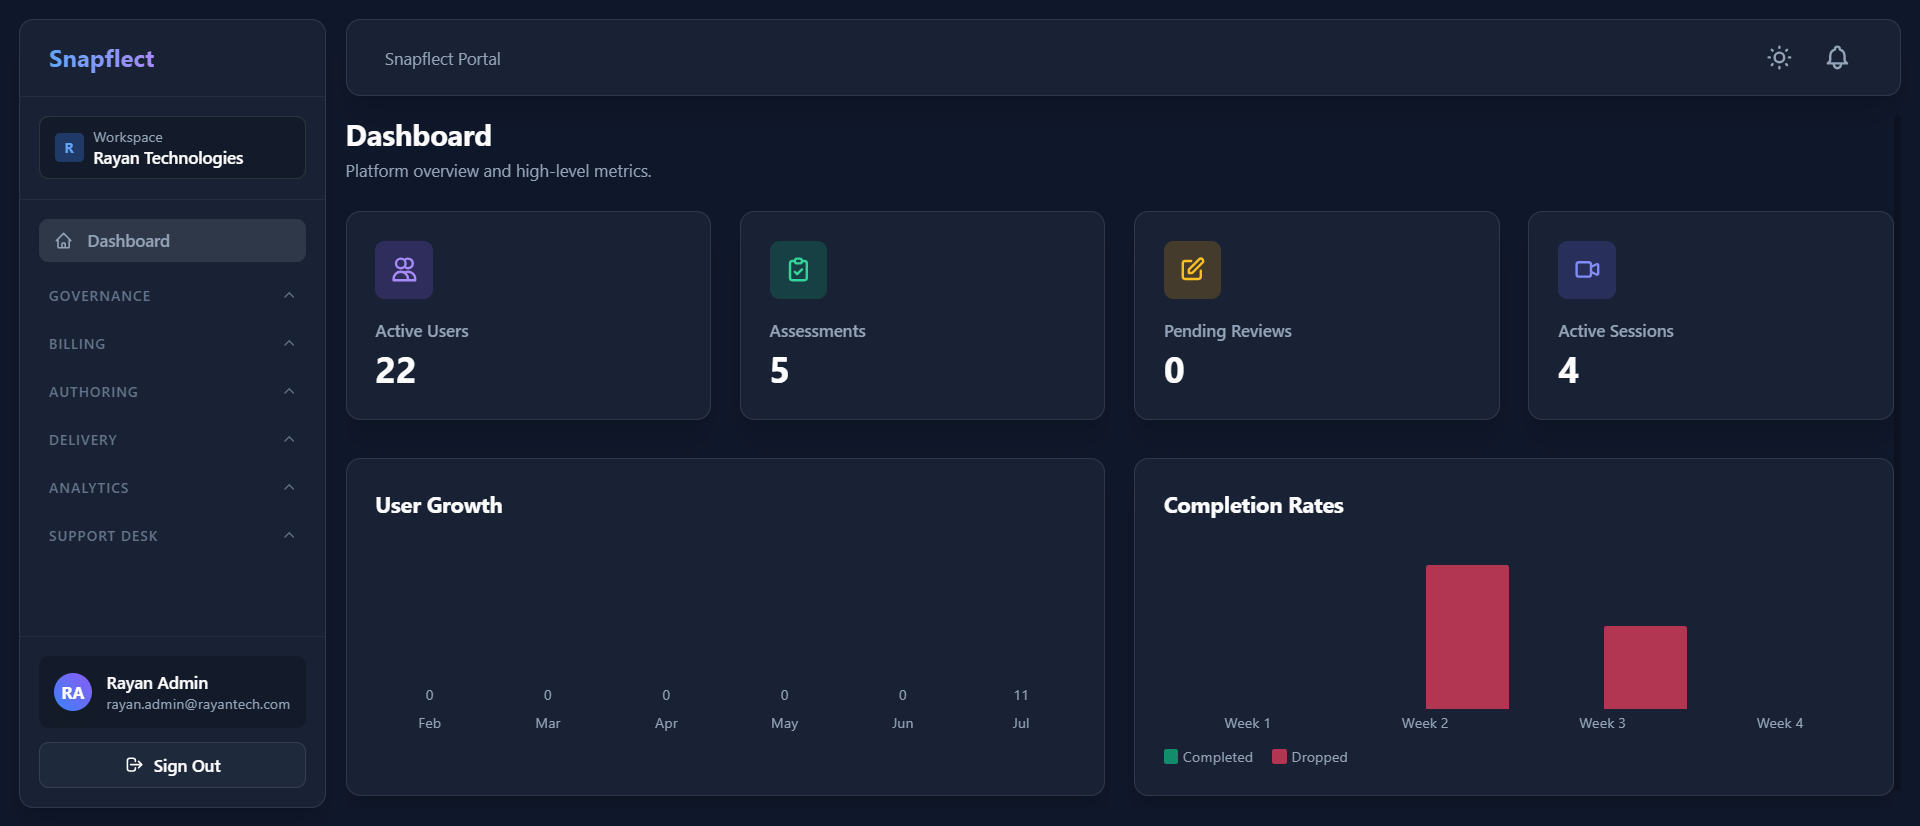 Snapflect
Workspace
R
Rayan Technologies
Dashboard
GOVERNANCE
BILLING
AUTHORING
DELIVERY
ANALYTICS
SUPPORT DESK
RA
Rayan Admin
rayan.admin@rayantech.com
Sign Out
Snapflect Portal
Dashboard
Platform overview and high-level metrics.
Active Users
22
Assessments
5
Pending Reviews
0
Active Sessions
4
User Growth
0 0 0 0 0 11
Feb Mar Apr May Jun Jul
Completion Rates
Week 1 Week 2 Week 3 Week 4
Completed Dropped